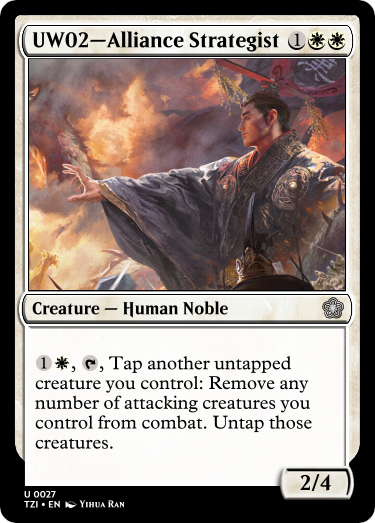 UW02—Alliance Strategist 1
Creature — Human Noble
1, , Tap another untapped
creature you control: Remove any
number of attacking creatures you
control from combat. Untap those
creatures.
2/4
U 0027
TZI • EN Yihua Ran